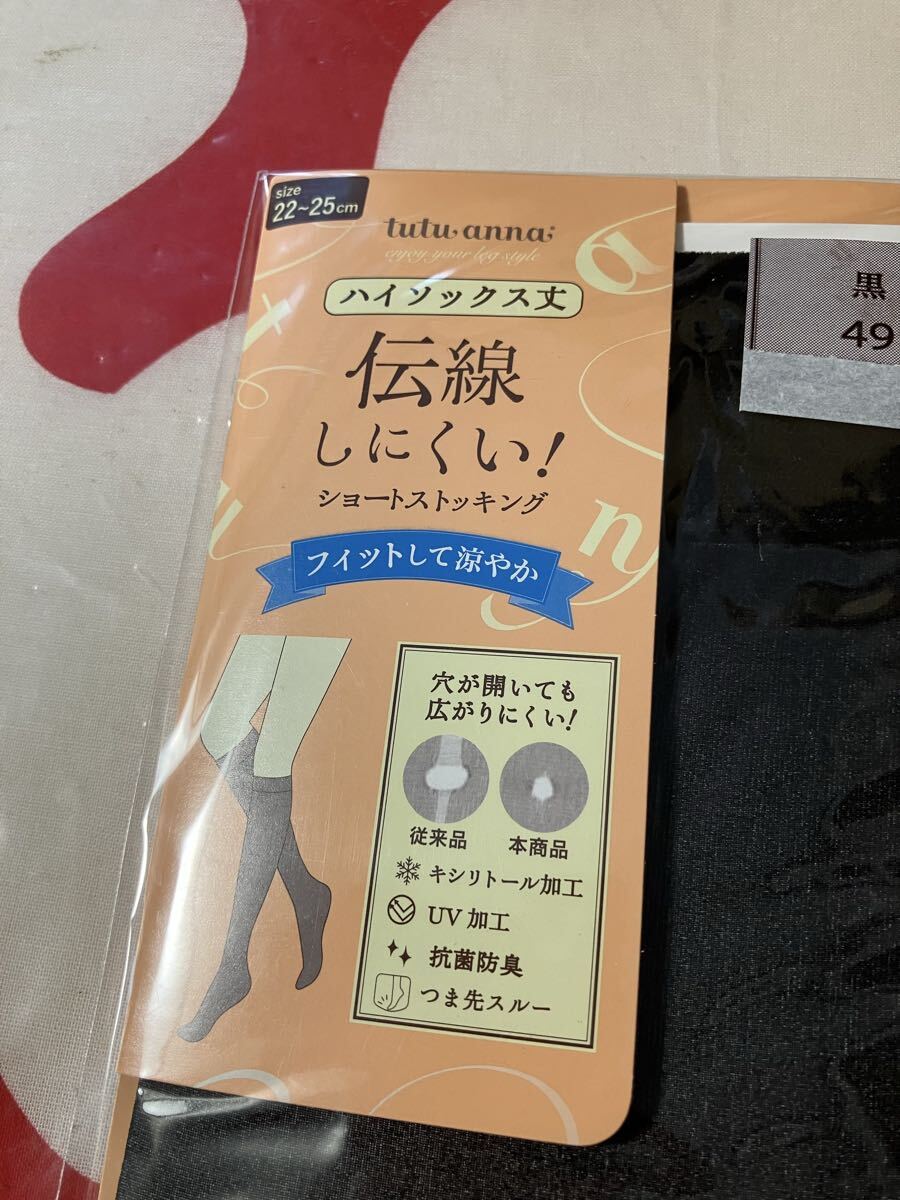 size
22~25cm
tutu anna*
enjoy your leg style
ハイソックス丈
伝線
しにくい!
ショートストッキング
フィットして涼やか
穴が開いても
広がりにくい!
従来品
本商品
キシリトール加工
UV加工
抗菌防臭
つま先スルー
黒
49